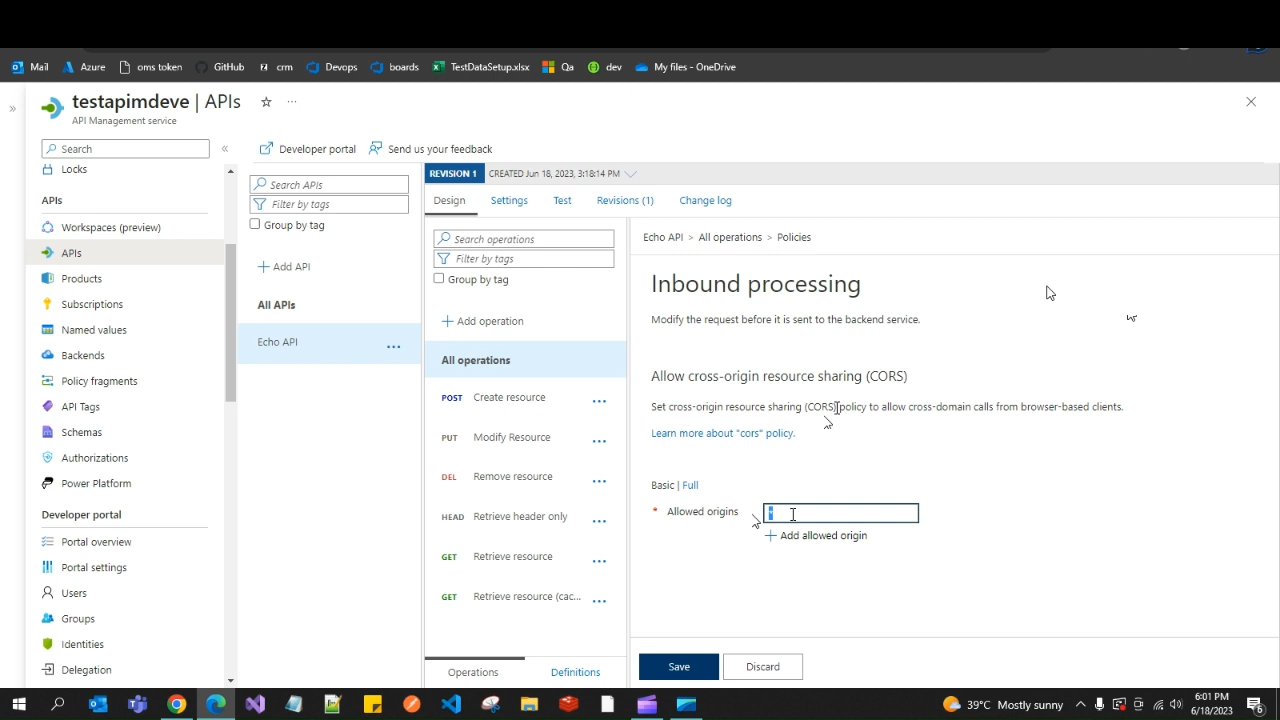 Mail Azure oms token GitHub crm Devops boards TestDataSetup.xlsx Qa dev My files - OneDrive
testapimdeve | APIs
API Management service
Search
Locks
APIs
Workspaces (preview)
APIs
Products
Subscriptions
Named values
Backends
Policy fragments
API Tags
Schemas
Authorizations
Power Platform
Developer portal
Portal overview
Portal settings
Users
Groups
Identities
Delegation
Developer portal Send us your feedback
Search APIs
Filter by tags
Group by tag
+ Add API
All APIs
Echo API
REVISION 1 CREATED Jun 18, 2023, 3:18:14 PM
Design Settings Test Revisions (1) Change log
Search operations
Filter by tags
Group by tag
+ Add operation
All operations
POST Create resource
PUT Modify Resource
DEL Remove resource
HEAD Retrieve header only
GET Retrieve resource
GET Retrieve resource (cac...
Operations Definitions
Echo API > All operations > Policies
Inbound processing
Modify the request before it is sent to the backend service.
Allow cross-origin resource sharing (CORS)
Set cross-origin resource sharing (CORS) policy to allow cross-domain calls from browser-based clients.
Learn more about "cors" policy.
Basic | Full
* Allowed origins *
+ Add allowed origin
Save Discard
39°C Mostly sunny
6:01 PM
6/18/2023
6